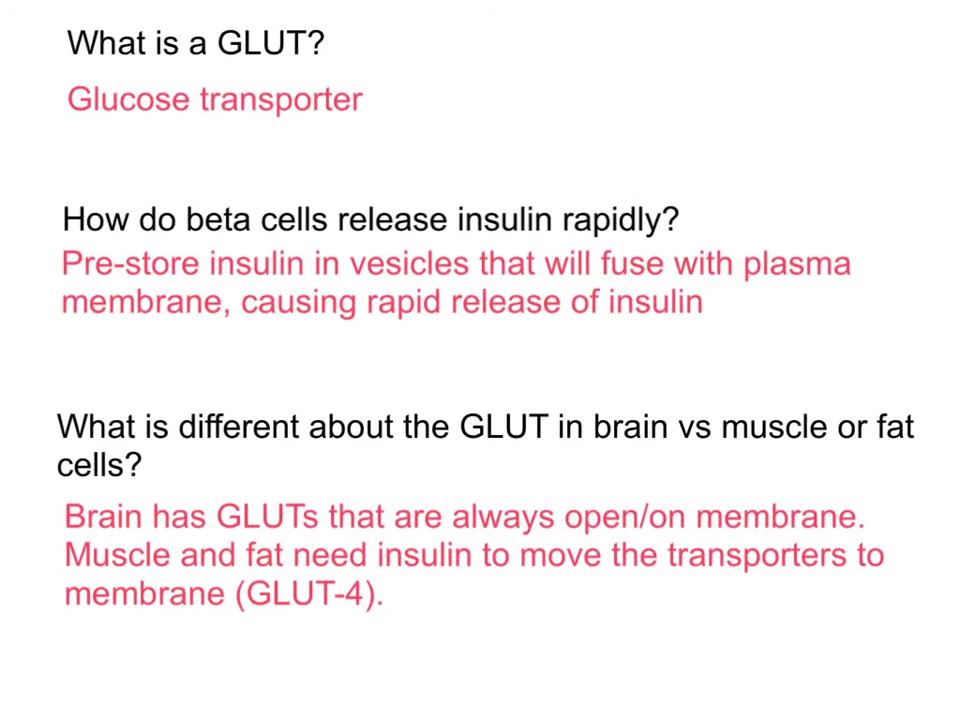 What is a GLUT?
Glucose transporter
How do beta cells release insulin rapidly?
Pre-store insulin in vesicles that will fuse with plasma
membrane, causing rapid release of insulin
What is different about the GLUT in brain vs muscle or fat
cells?
Brain has GLUTs that are always open/on membrane.
Muscle and fat need insulin to move the transporters to
membrane (GLUT-4).